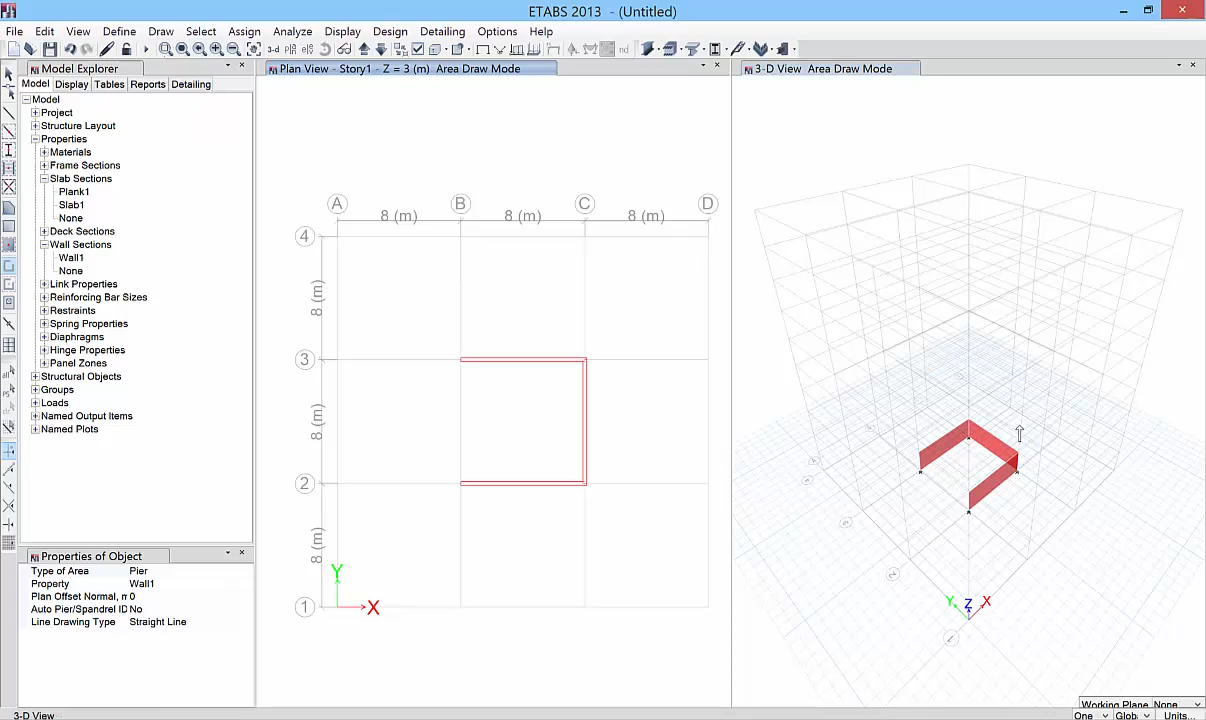 ETABS 2013 - (Untitled)
File Edit View Define Draw Select Assign Analyze Display Design Detailing Options Help
3-d nd
Model Explorer
Model Display Tables Reports Detailing
Model
Project
Structure Layout
Properties
Materials
Frame Sections
Slab Sections
Plank1
Slab1
None
Deck Sections
Wall Sections
Wall1
None
Link Properties
Reinforcing Bar Sizes
Restraints
Spring Properties
Diaphragms
Hinge Properties
Panel Zones
Structural Objects
Groups
Loads
Named Output Items
Named Plots
Properties of Object
Type of Area Pier
Property Wall1
Plan Offset Normal, m 0
Auto Pier/Spandrel ID No
Line Drawing Type Straight Line
3-D View
Plan View - Story1 - Z = 3 (m) Area Draw Mode
A B C D
8 (m) 8 (m) 8 (m)
4
8 (m)
3
8 (m)
2
8 (m)
1
Y
X
3-D View Area Draw Mode
Y Z X
Working Plane None
One Glob Units...